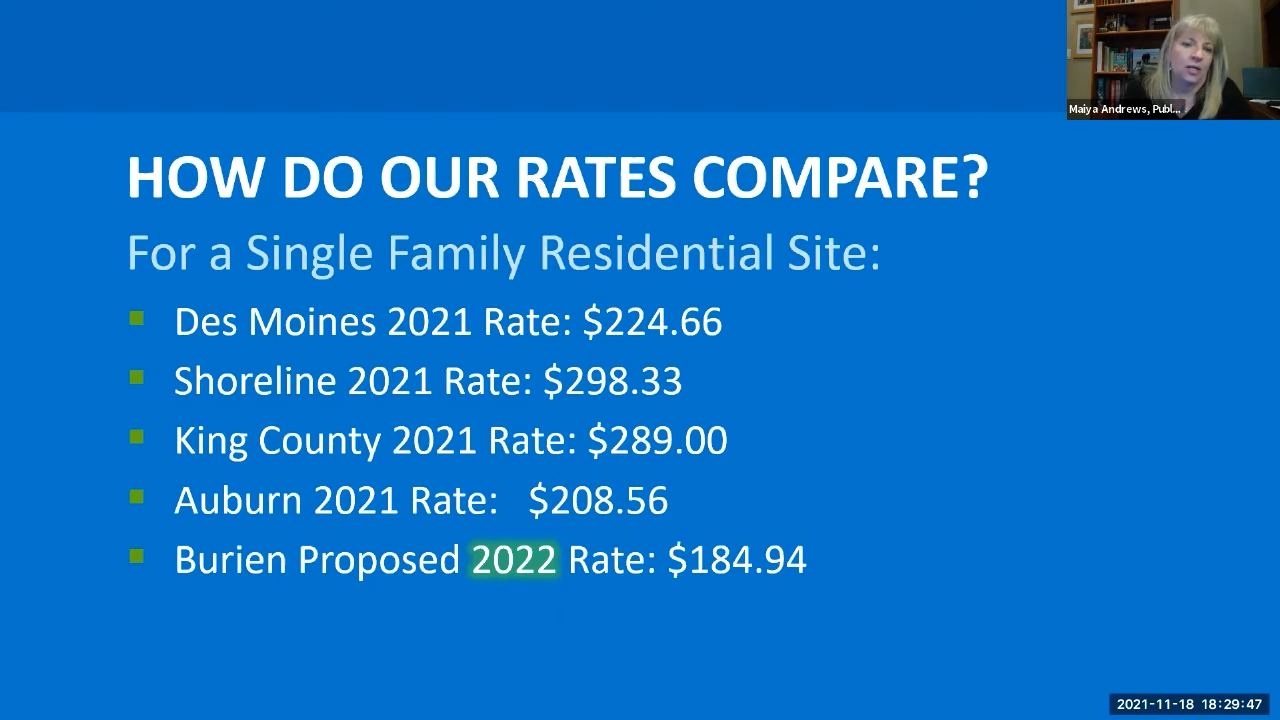 Maiya Andrews, Publ...
HOW DO OUR RATES COMPARE?
For a Single Family Residential Site:
Des Moines 2021 Rate: $224.66
Shoreline 2021 Rate: $298.33
King County 2021 Rate: $289.00
Auburn 2021 Rate: $208.56
Burien Proposed 2022 Rate: $184.94
2021-11-18 18:29:47